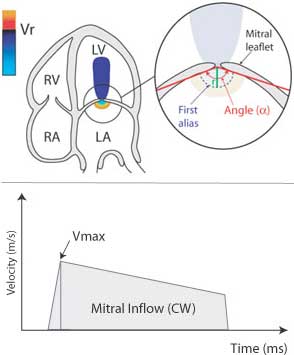 Vr
LV
RV
RA
LA
Mitral
leaflet
r
First
alias
Angle (α)
Velocity (m/s)
Vmax
Mitral Inflow (CW)
Time (ms)